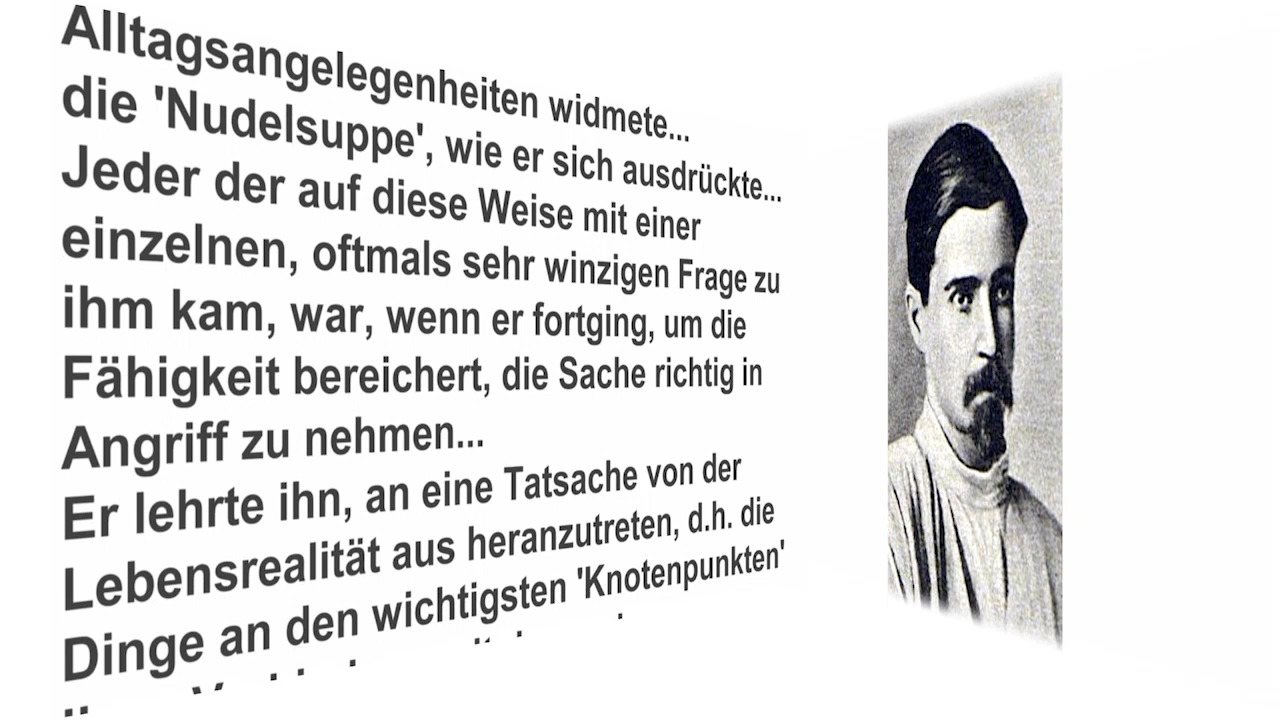 Alltagsangelegenheiten widmete...
die 'Nudelsuppe', wie er sich ausdrückte...
Jeder der auf diese Weise mit einer
einzelnen, oftmals sehr winzigen Frage zu
ihm kam, war, wenn er fortging, um die
Fähigkeit bereichert, die Sache richtig in
Angriff zu nehmen...
Er lehrte ihn, an eine Tatsache von der
Lebensrealität aus heranzutreten, d.h. die
Dinge an den wichtigsten 'Knotenpunkten'